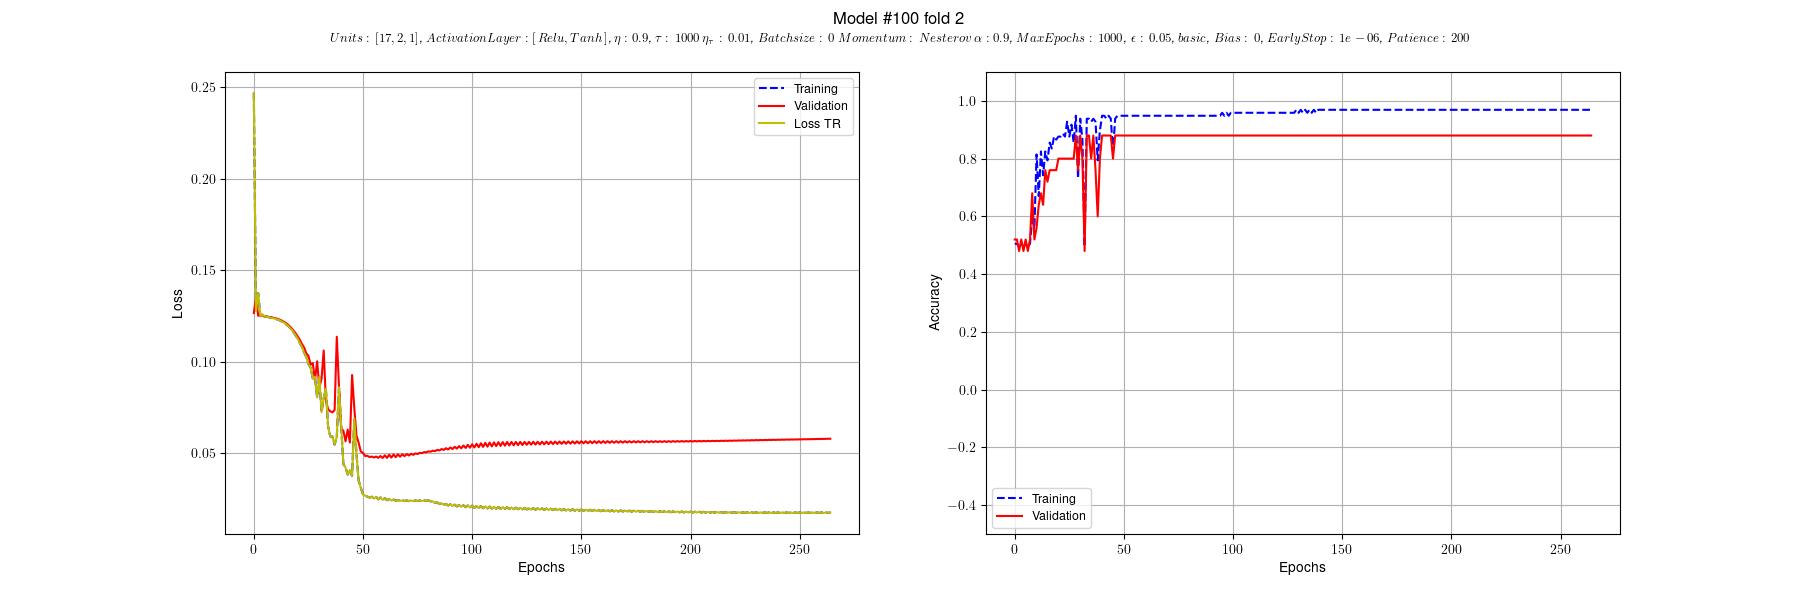 Model #100 fold 2
Units : [17, 2, 1], ActivationLayer : [ Relu, Tanh], η : 0.9, τ : 1000 ητ : 0.01, Batchsize : 0 Momentum : Nesterov α : 0.9, MaxEpochs : 1000, ϵ : 0.05, basic, Bias : 0, EarlyStop : 1e − 06, Patience : 200
0.25
0.20
0.15
0.10
0.05
Loss
0 50 100 150 200 250
Epochs
Training
Validation
Loss TR
1.0
0.8
0.6
0.4
0.2
0.0
−0.2
−0.4
Accuracy
0 50 100 150 200 250
Epochs
Training
Validation